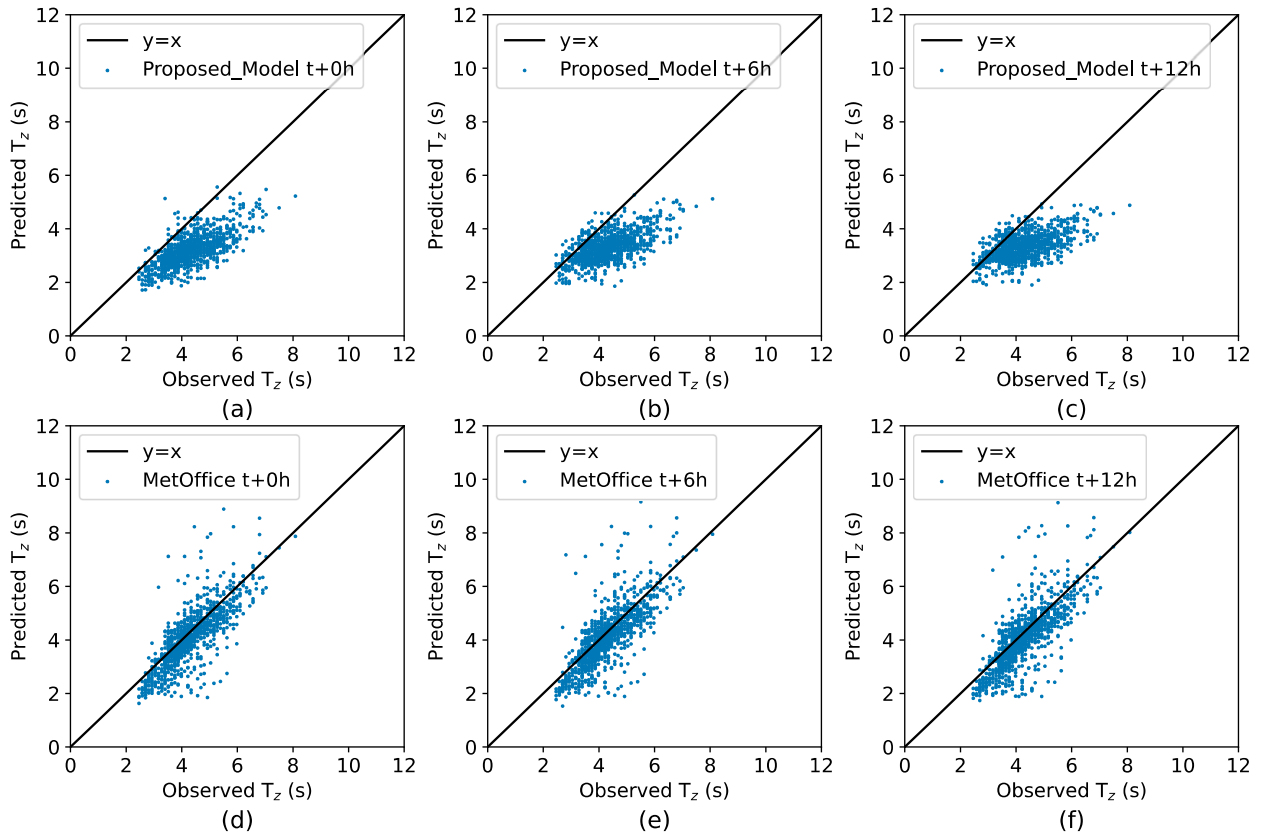 12
10
8
6
4
2
0
Predicted T_z (s)
y=x
Proposed_Model t+0h
0 2 4 6 8 10 12
Observed T_z (s)
(a)
12
10
8
6
4
2
0
Predicted T_z (s)
y=x
Proposed_Model t+6h
0 2 4 6 8 10 12
Observed T_z (s)
(b)
12
10
8
6
4
2
0
Predicted T_z (s)
y=x
Proposed_Model t+12h
0 2 4 6 8 10 12
Observed T_z (s)
(c)
12
10
8
6
4
2
0
Predicted T_z (s)
y=x
MetOffice t+0h
0 2 4 6 8 10 12
Observed T_z (s)
(d)
12
10
8
6
4
2
0
Predicted T_z (s)
y=x
MetOffice t+6h
0 2 4 6 8 10 12
Observed T_z (s)
(e)
12
10
8
6
4
2
0
Predicted T_z (s)
y=x
MetOffice t+12h
0 2 4 6 8 10 12
Observed T_z (s)
(f)